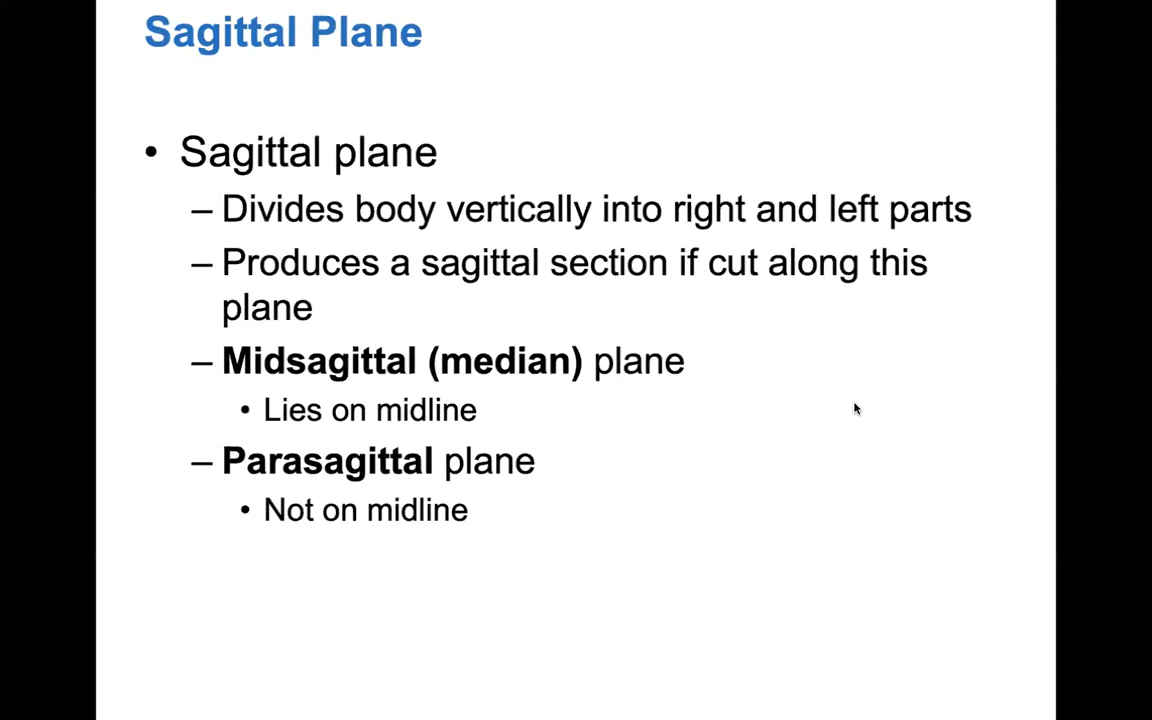 Sagittal Plane
• Sagittal plane
– Divides body vertically into right and left parts
– Produces a sagittal section if cut along this
plane
– Midsagittal (median) plane
• Lies on midline
– Parasagittal plane
• Not on midline